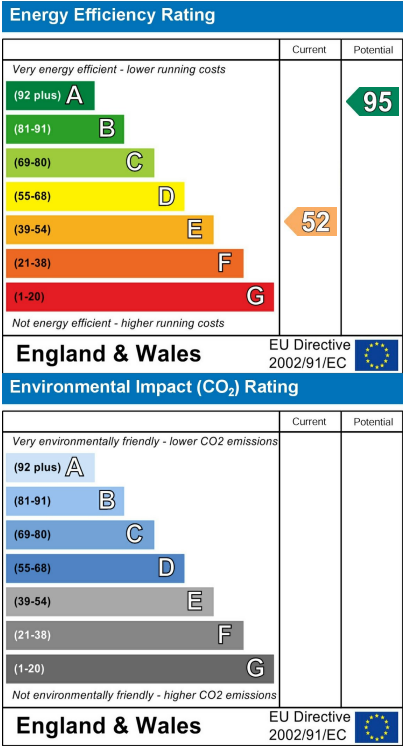 Energy Efficiency Rating
Current Potential
Very energy efficient - lower running costs
(92 plus) A
95
(81-91) B
(69-80) C
(55-68) D
(39-54) E
52
(21-38) F
(1-20) G
Not energy efficient - higher running costs
England & Wales
EU Directive
2002/91/EC
Environmental Impact (CO₂) Rating
Current Potential
Very environmentally friendly - lower CO2 emissions
(92 plus) A
(81-91) B
(69-80) C
(55-68) D
(39-54) E
(21-38) F
(1-20) G
Not environmentally friendly - higher CO2 emissions
England & Wales
EU Directive
2002/91/EC